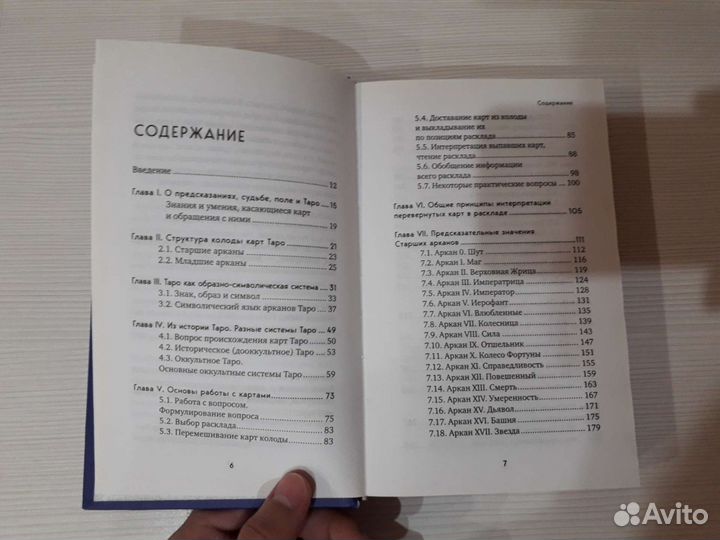 СОДЕРЖАНИЕ
Введение 12
Глава I. О предсказаниях, судьбе, поле и Таро 15
Знания и умения, касающиеся карт
и обращения с ними 19
Глава II. Структура колоды карт Таро 21
2.1. Старшие арканы 23
2.2. Младшие арканы 25
Глава III. Таро как образно-символическая система 31
3.1. Знак, образ и символ 33
3.2. Символический язык арканов Таро 37
Глава IV. Из истории Таро. Разные системы Таро 49
4.1. Вопрос происхождения карт Таро 50
4.2. Историческое (дооккультное) Таро 53
4.3. Оккультное Таро.
Основные оккультные системы Таро 59
Глава V. Основы работы с картами 73
5.1. Работа с вопросом.
Формулирование вопроса 75
5.2. Выбор расклада 83
5.3. Перемешивание карт колоды 83
6
Содержание
5.4. Доставание карт из колоды
и выкладывание их
по позициям расклада 85
5.5. Интерпретация выпавших карт,
чтение расклада 88
5.6. Обобщение информации
всего расклада 98
5.7. Некоторые практические вопросы 100
Глава VI. Общие принципы интерпретации
перевернутых карт в раскладе 105
Глава VII. Предсказательные значения
Старших арканов 111
7.1. Аркан 0. Шут 112
7.2. Аркан I. Маг 116
7.3. Аркан II. Верховная Жрица 119
7.4. Аркан III. Императрица 124
7.5. Аркан IV. Император 128
7.6. Аркан V. Иерофант 131
7.7. Аркан VI. Влюбленные 135
7.8. Аркан VII. Колесница 139
7.9. Аркан VIII. Сила 143
7.10. Аркан IX. Отшельник 147
7.11. Аркан X. Колесо Фортуны 151
7.12. Аркан XI. Справедливость 155
7.13. Аркан XII. Повешенный 159
7.14. Аркан XIII. Смерть 163
7.15. Аркан XIV. Умеренность 167
7.16. Аркан XV. Дьявол 171
7.17. Аркан XVI. Башня 175
7.18. Аркан XVII. Звезда 179
7
Avito